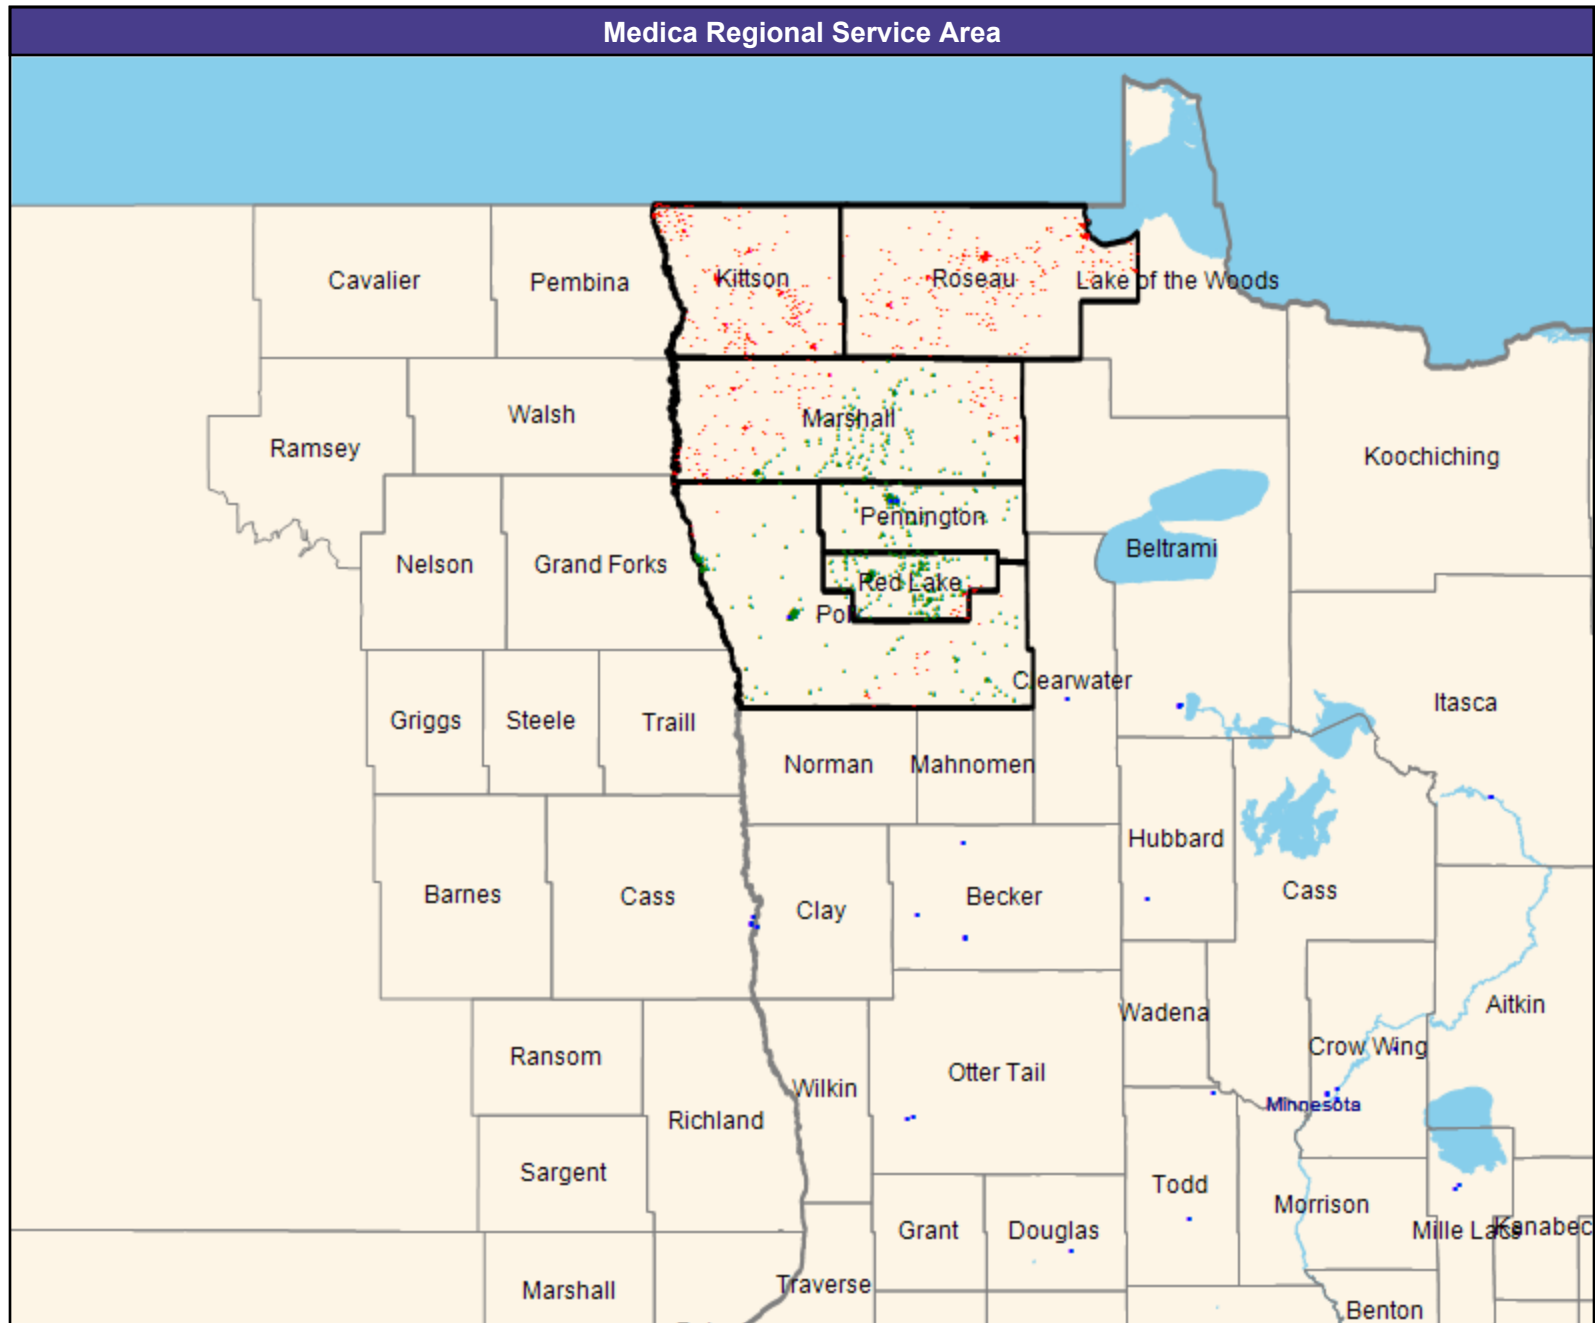 Medica Regional Service Area
Cavalier
Pembina
Kittson
Roseau
Lake of the Woods
Walsh
Marshall
Ramsey
Koochiching
Pennington
Nelson
Grand Forks
Beltrami
Red Lake
Polk
Clearwater
Griggs
Steele
Traill
Itasca
Norman
Mahnomen
Hubbard
Barnes
Cass
Clay
Becker
Cass
Wadena
Aitkin
Ransom
Otter Tail
Crow Wing
Wilkin
Minnesota
Richland
Sargent
Todd
Morrison
Grant
Douglas
Mille Lacs
Kanabec
Marshall
Traverse
Benton